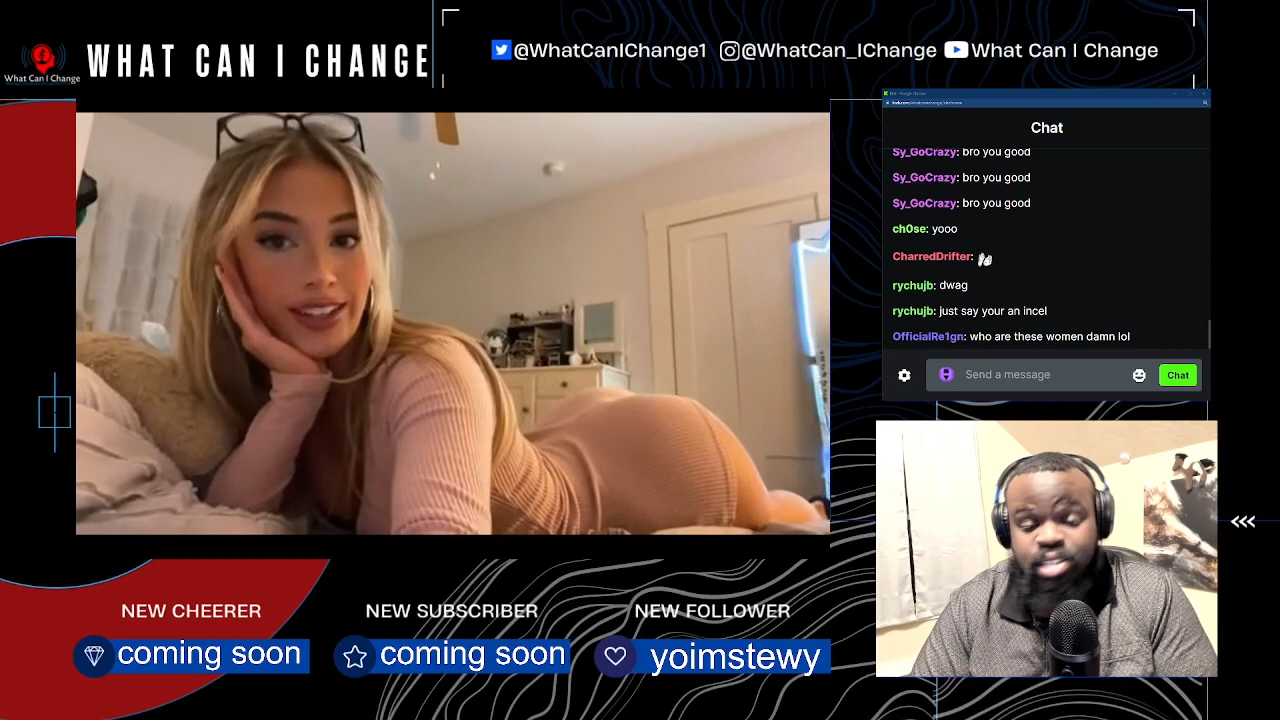 What Can I Change
WHAT CAN I CHANGE
@WhatCanIChange1 @WhatCan_IChange What Can I Change
Chat
Sy_GoCrazy: bro you good
Sy_GoCrazy: bro you good
Sy_GoCrazy: bro you good
ch0se: yooo
CharredDrifter:
rychujb: dwag
rychujb: just say your an incel
OfficialRe1gn: who are these women damn lol
Send a message
Chat
NEW CHEERER
NEW SUBSCRIBER
NEW FOLLOWER
coming soon
coming soon
yoimstewy